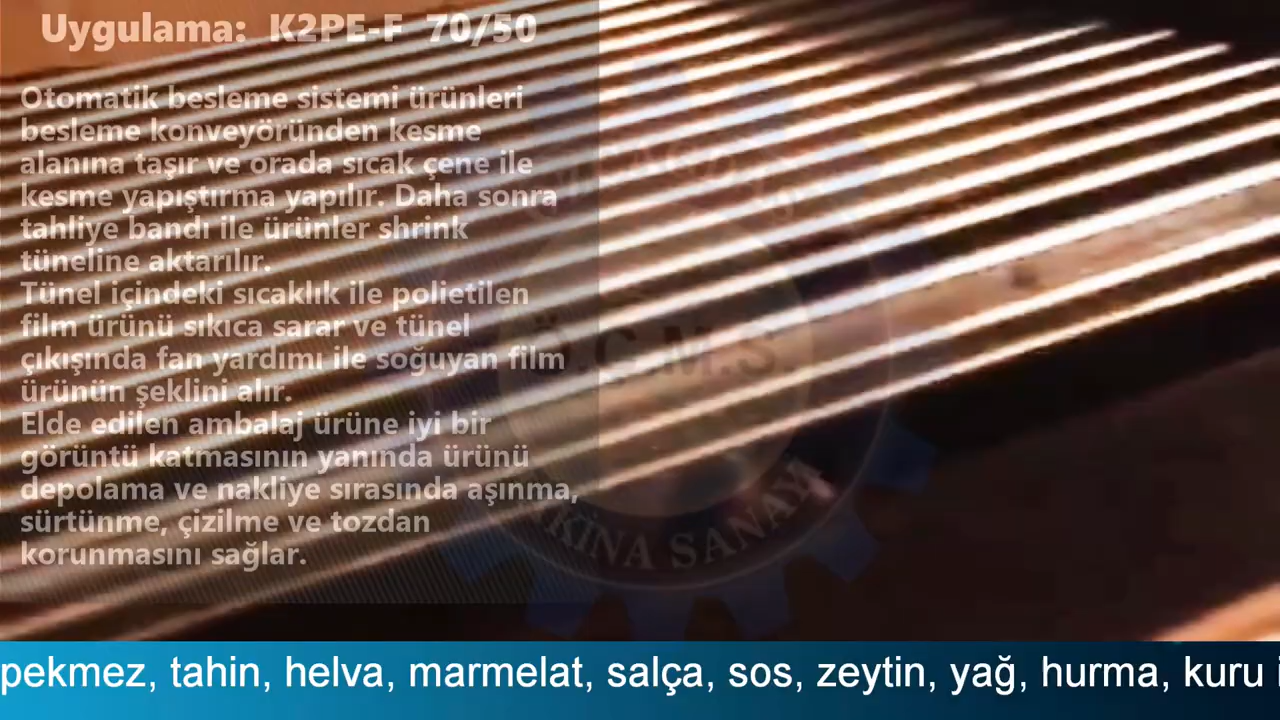 Uygulama: K2PE-F 70/50
Otomatik besleme sistemi ürünleri
besleme konveyöründen kesme
alanına taşır ve orada sıcak çene ile
kesme yapıştırma yapılır. Daha sonra
tahliye bandı ile ürünler shrink
tüneline aktarılır.
Tünel içindeki sıcaklık ile polietilen
film ürünü sıkıca sarar ve tünel
çıkışında fan yardımı ile soğuyan film
ürünün şeklini alır.
Elde edilen ambalaj ürüne iyi bir
görüntü katmasının yanında ürünü
depolama ve nakliye sırasında aşınma,
sürtünme, çizilme ve tozdan
korunmasını sağlar.
Ö.Ç.M.S.
SANAYİ
pekmez, tahin, helva, marmelat, salça, sos, zeytin, yağ, hurma, kuru